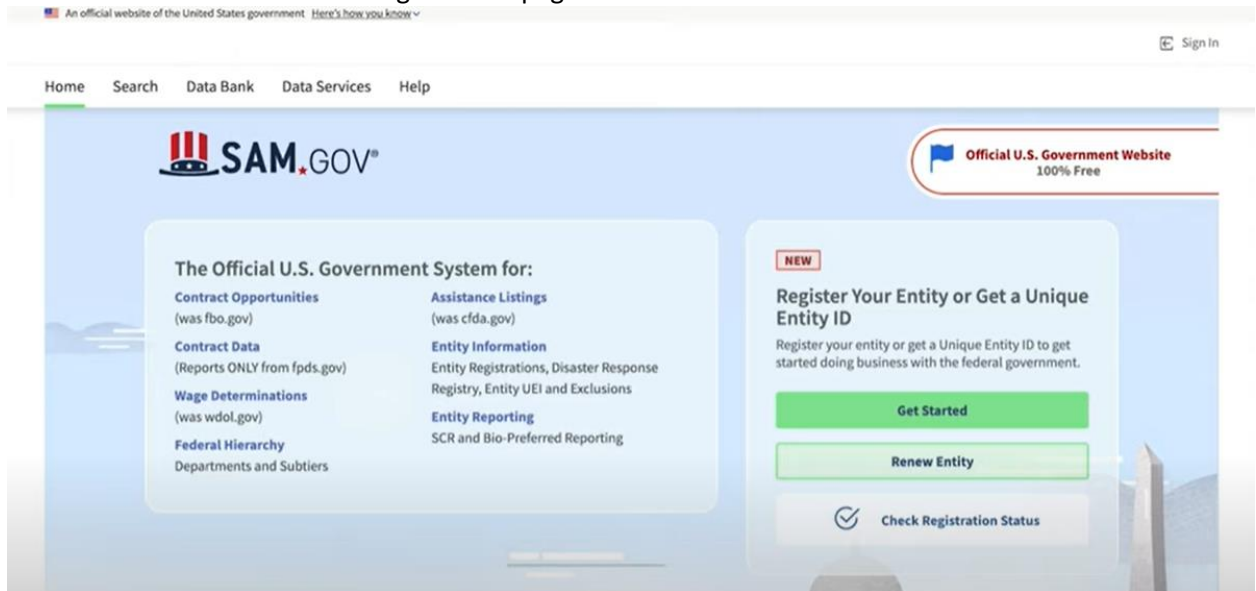 An official website of the United States government Here's how you know
Sign In
Home Search Data Bank Data Services Help
SAM.GOV®
Official U.S. Government Website
100% Free
The Official U.S. Government System for:
Contract Opportunities
(was fbo.gov)
Contract Data
(Reports ONLY from fpds.gov)
Wage Determinations
(was wdol.gov)
Federal Hierarchy
Departments and Subtiers
Assistance Listings
(was cfda.gov)
Entity Information
Entity Registrations, Disaster Response
Registry, Entity UEI and Exclusions
Entity Reporting
SCR and Bio-Preferred Reporting
NEW
Register Your Entity or Get a Unique
Entity ID
Register your entity or get a Unique Entity ID to get
started doing business with the federal government.
Get Started
Renew Entity
Check Registration Status